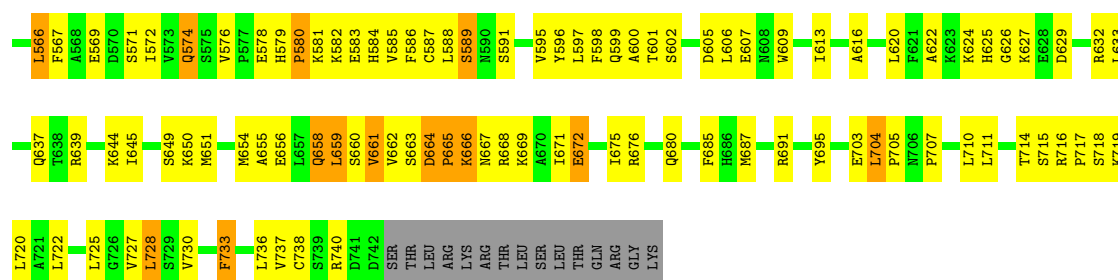 L566 F567 A568 E569 D570 S571 I572 V573 Q574 S575 V576 P577 E578 H579 P580 K581 K582 E583 H584 V585 F586 C587 L588 S589 N590 S591 V595 Y596 L597 F598 Q599 A600 T601 S602 D605 L606 E607 N608 W609 I613 A616 L620 F621 A622 K623 K624 H625 G626 K627 E628 D629 R632 L633
Q637 T638 R639 K644 I645 S649 K650 M651 M654 A655 E656 L657 Q658 L659 S660 V661 V662 S663 D664 P665 K666 N667 R668 K669 A670 I671 E672 I675 R676 Q680 F685 H686 M687 R691 Y695 E703 L704 P705 N706 P707 L710 L711 T714 S715 R716 P717 S718 K719
L720 A721 L722 L725 G726 V727 L728 S729 V730 F733 L736 V737 C738 S739 R740 D741 D742 SER THR LEU ARG LYS ARG THR LEU SER LEU THR GLN ARG GLY LYS